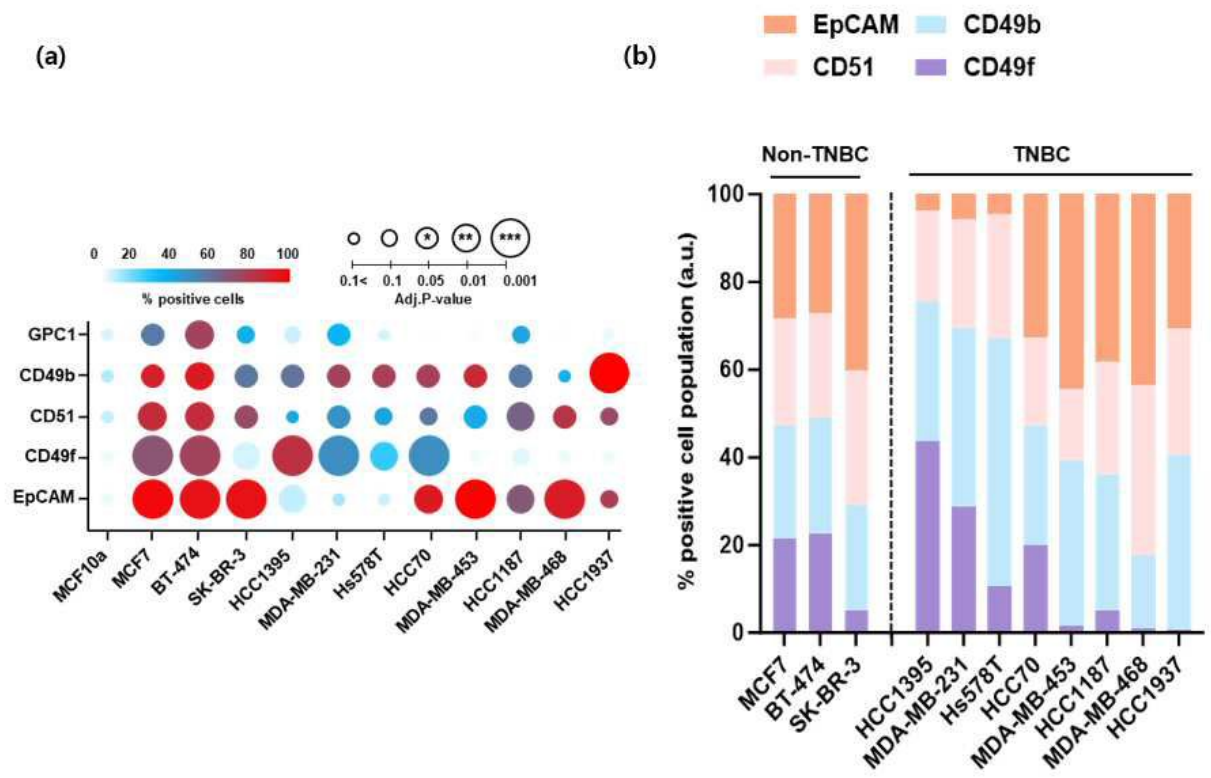 (a)
0 20 40 60 80 100
% positive cells
* ** ***
0.1< 0.1 0.05 0.01 0.001
Adj.P-value
GPC1
CD49b
CD51
CD49f
EpCAM
MCF10a
MCF7
BT-474
SK-BR-3
HCC1395
MDA-MB-231
Hs578T
HCC70
MDA-MB-453
HCC1187
MDA-MB-468
HCC1937
(b)
EpCAM CD49b
CD51 CD49f
Non-TNBC TNBC
% positive cell population (a.u.)
100
80
60
40
20
0
MCF7
BT-474
SK-BR-3
HCC1395
MDA-MB-231
Hs578T
HCC70
MDA-MB-453
HCC1187
MDA-MB-468
HCC1937